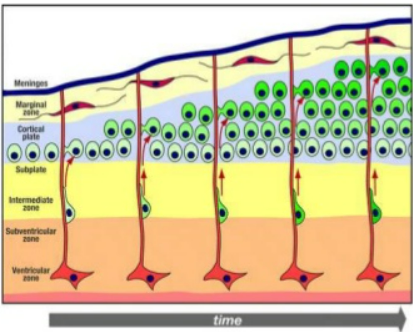 Meninges
Marginal
zone
Cortical
plate
Subplate
Intermediate
zone
Subventricular
zone
Ventricular
zone
time